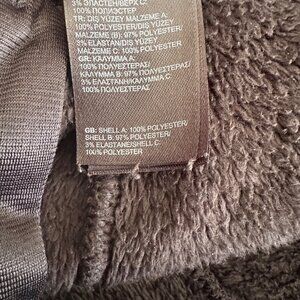 3% ЭЛАСТЕН/ВЕРХ C:
100% ПОЛИЭСТЕР
TR: DIŞ YÜZEY MALZEME A:
100% POLYESTER/DIŞ YÜZEY
MALZEME (B): 97% POLYESTER/
3% ELASTAN/DIŞ YÜZEY
MALZEME C: 100% POLYESTER
GR: ΚΑΛΥΜΜΑ A:
100% ΠΟΛΥΕΣΤΕΡΑΣ/
ΚΑΛΥΜΜΑ B: 97% ΠΟΛΥΕΣΤΕΡΑΣ/
3% ΕΛΑΣΤΑΝ/ΚΑΛΥΜΜΑ C:
100% ΠΟΛΥΕΣΤΕΡΑΣ
GB: SHELL A: 100% POLYESTER/
SHELL B: 97% POLYESTER/
3% ELASTANE/SHELL C:
100% POLYESTER